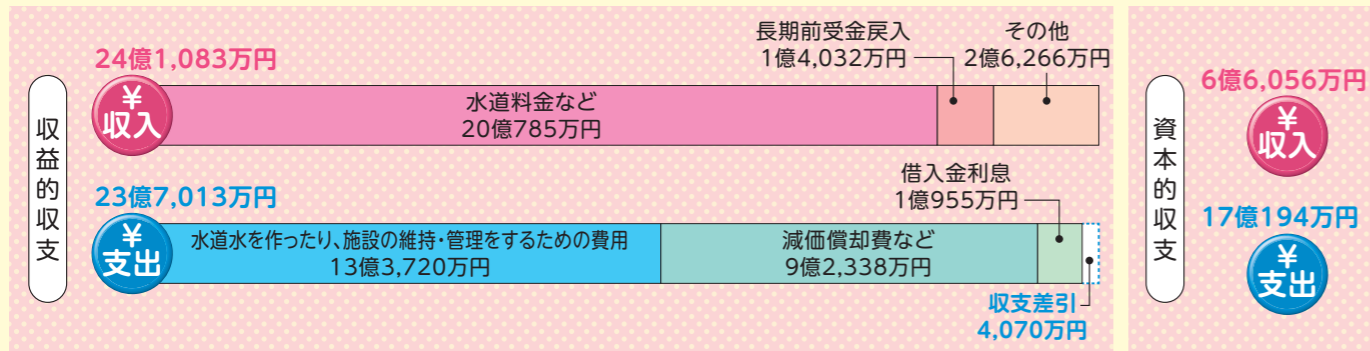 収益的収支
24億1,083万円
¥
収入
水道料金など
20億785万円
長期前受金戻入
1億4,032万円
その他
2億6,266万円
23億7,013万円
¥
支出
水道水を作ったり、施設の維持・管理をするための費用
13億3,720万円
減価償却費など
9億2,338万円
借入金利息
1億955万円
収支差引
4,070万円
資本的収支
6億6,056万円
¥
収入
17億194万円
¥
支出